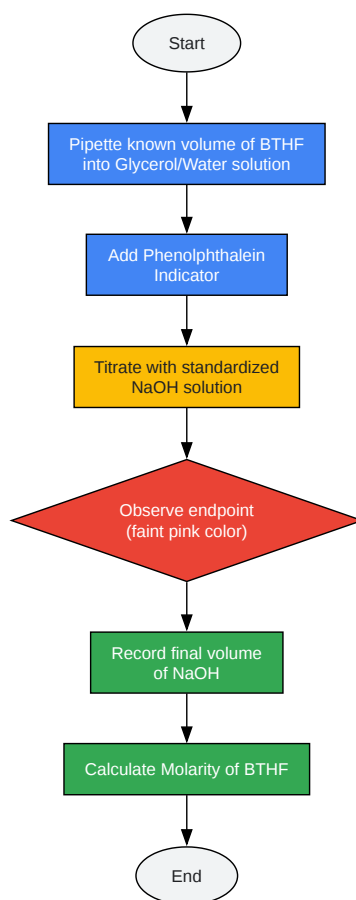 Start
Pipette known volume of BTHF
into Glycerol/Water solution
Add Phenolphthalein
Indicator
Titrate with standardized
NaOH solution
Observe endpoint
(faint pink color)
Record final volume
of NaOH
Calculate Molarity of BTHF
End